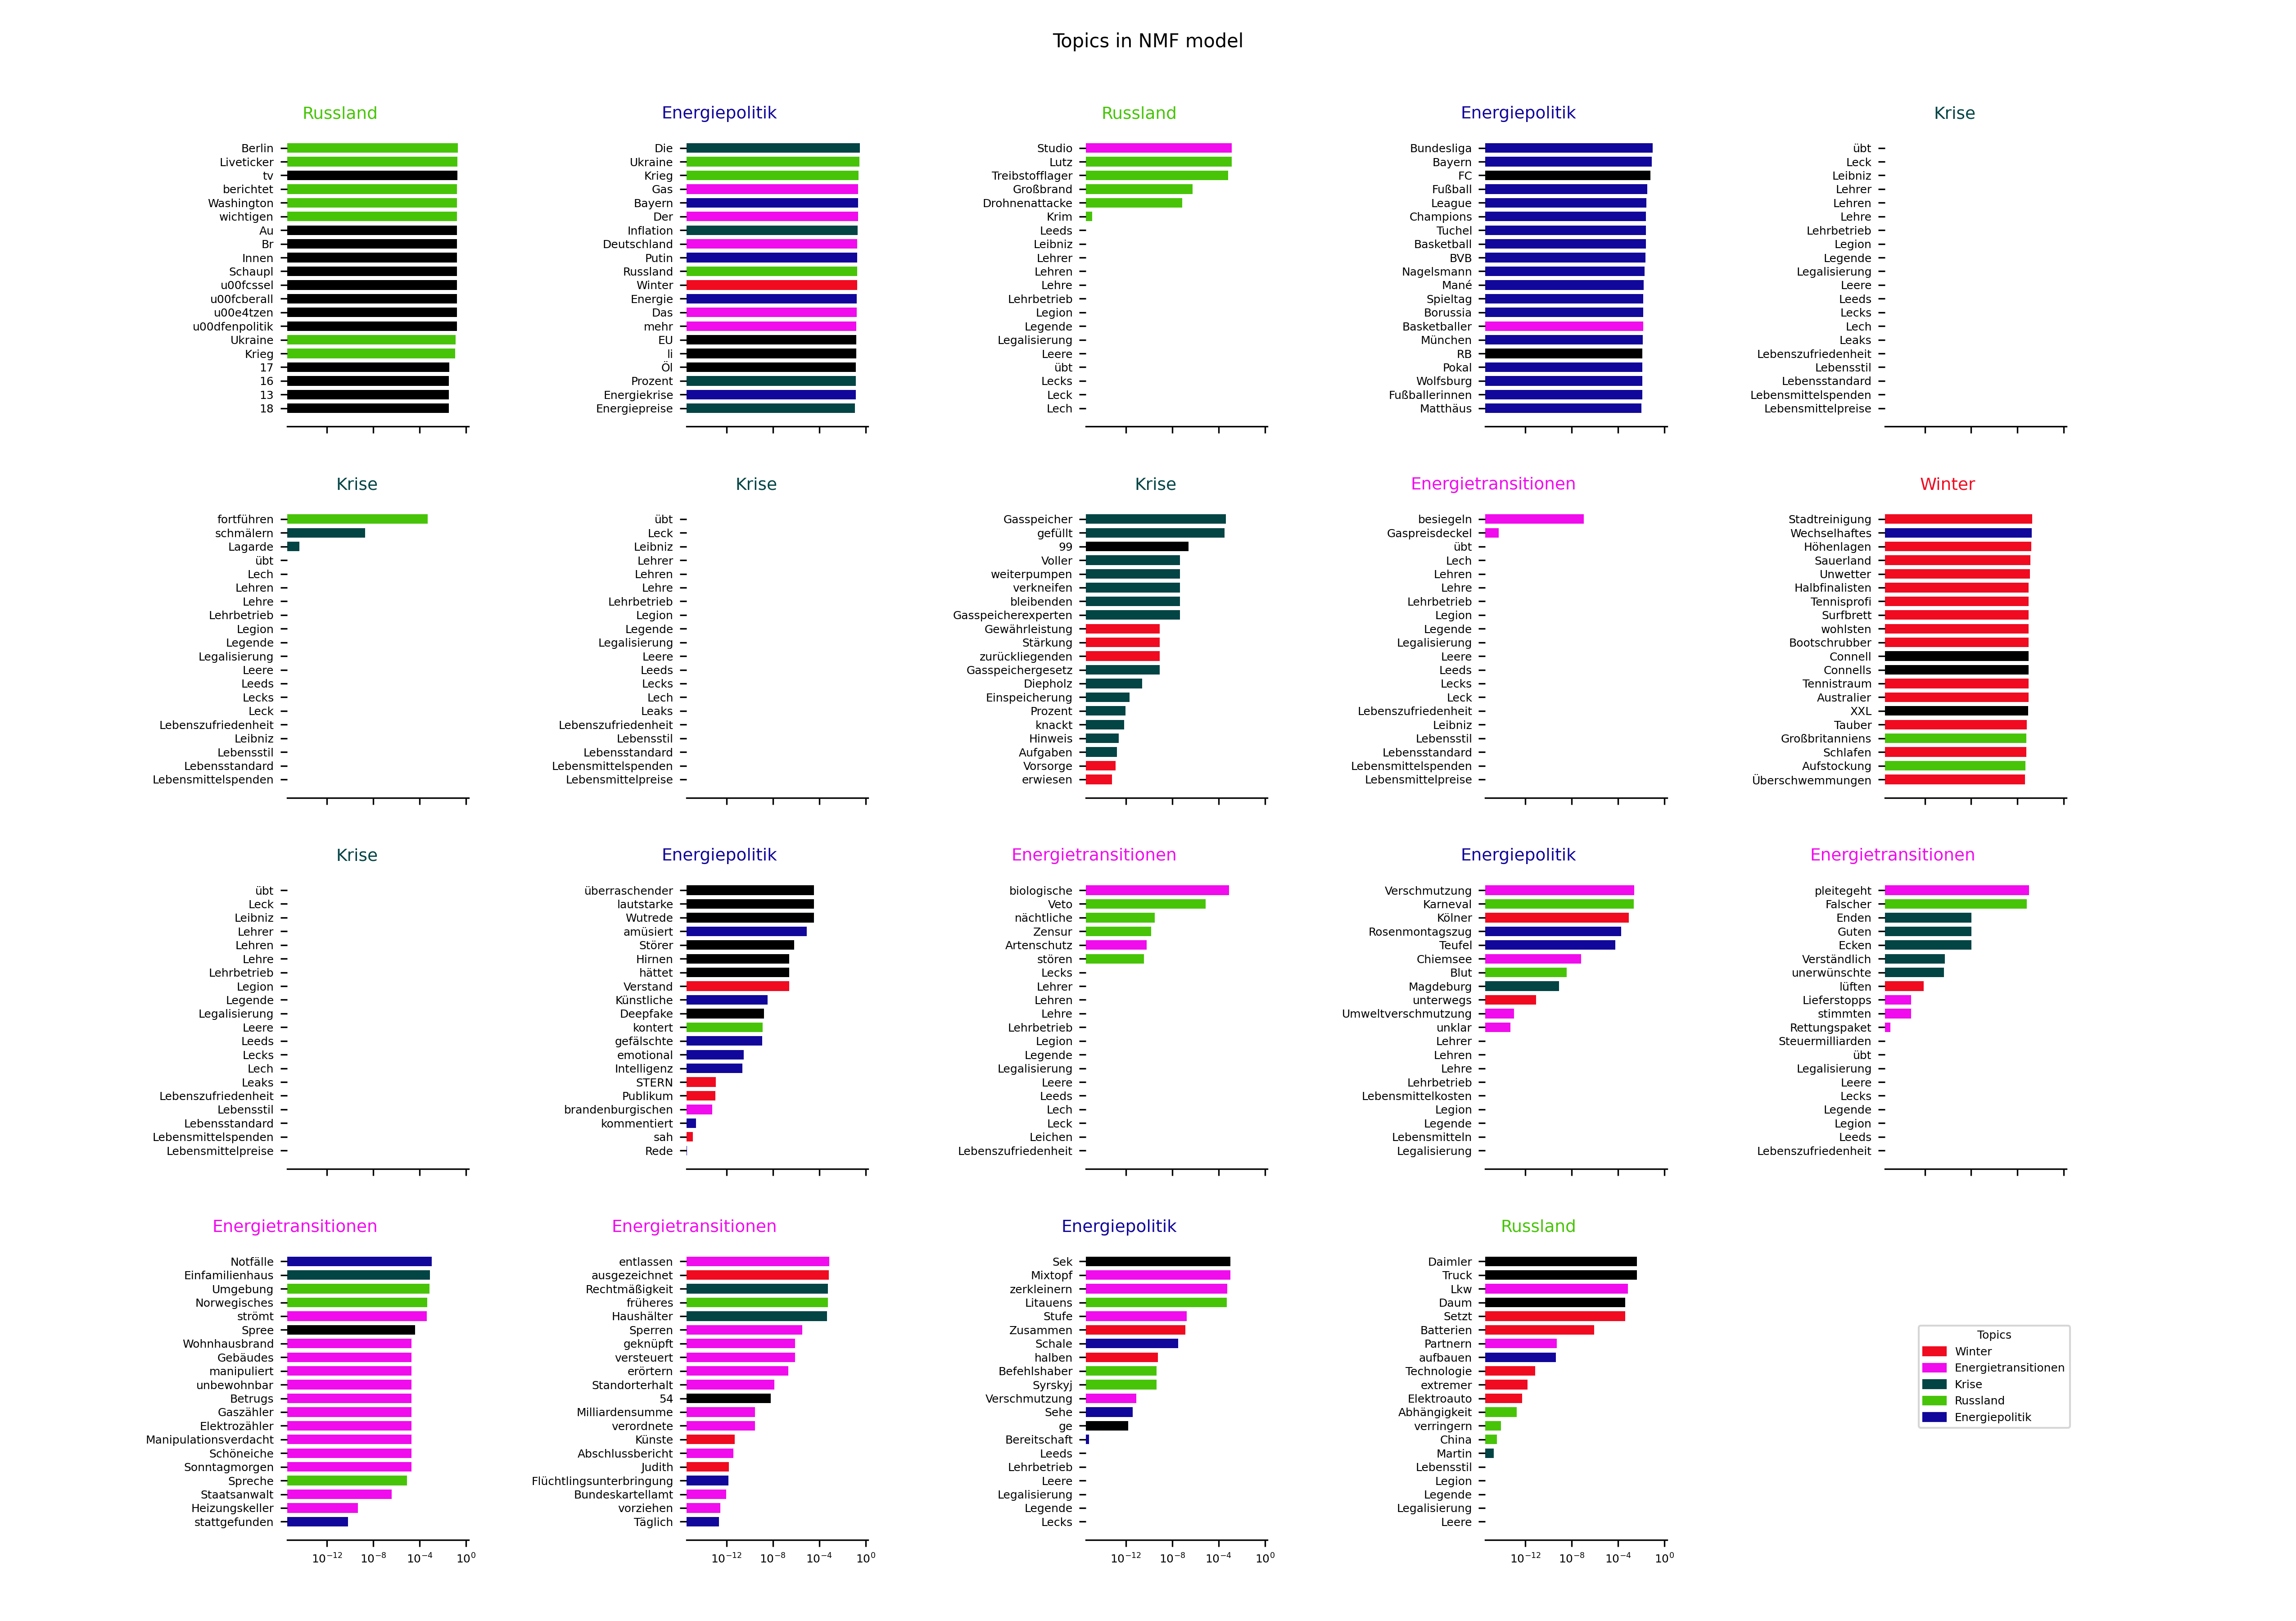 Topics in NMF model
Russland
Berlin
Liveticker
tv
berichtet
Washington
wichtigen
Au
Br
Innen
Schaupl
u00fcssel
u00fcberall
u00e4tzen
u00dfenpolitik
Ukraine
Krieg
17
16
13
18
Energiepolitik
Die
Ukraine
Krieg
Gas
Bayern
Der
Inflation
Deutschland
Putin
Russland
Winter
Energie
Das
mehr
EU
li
Öl
Prozent
Energiekrise
Energiepreise
Russland
Studio
Lutz
Treibstofflager
Großbrand
Drohnenattacke
Krim
Leeds
Leibniz
Lehrer
Lehren
Lehre
Lehrbetrieb
Legion
Legende
Legalisierung
Leere
übt
Lecks
Leck
Lech
Energiepolitik
Bundesliga
Bayern
FC
Fußball
League
Champions
Tuchel
Basketball
BVB
Nagelsmann
Mané
Spieltag
Borussia
Basketballer
München
RB
Pokal
Wolfsburg
Fußballerinnen
Matthäus
Krise
übt
Leck
Leibniz
Lehrer
Lehren
Lehre
Lehrbetrieb
Legion
Legende
Legalisierung
Leere
Leeds
Lecks
Lech
Leaks
Lebenszufriedenheit
Lebensstil
Lebensstandard
Lebensmittelspenden
Lebensmittelpreise
Krise
fortführen
schmälern
Lagarde
übt
Lech
Lehren
Lehre
Lehrbetrieb
Legion
Legende
Legalisierung
Leere
Leeds
Lecks
Leck
Lebenszufriedenheit
Leibniz
Lebensstil
Lebensstandard
Lebensmittelspenden
Krise
übt
Leck
Leibniz
Lehrer
Lehren
Lehre
Lehrbetrieb
Legion
Legende
Legalisierung
Leere
Leeds
Lecks
Lech
Leaks
Lebenszufriedenheit
Lebensstil
Lebensstandard
Lebensmittelspenden
Lebensmittelpreise
Krise
Gasspeicher
gefüllt
99
Voller
weiterpumpen
verkneifen
bleibenden
Gasspeicherexperten
Gewährleistung
Stärkung
zurückliegenden
Gasspeichergesetz
Diepholz
Einspeicherung
Prozent
knackt
Hinweis
Aufgaben
Vorsorge
erwiesen
Energietransitionen
besiegeln
Gaspreisdeckel
übt
Lech
Lehren
Lehre
Lehrbetrieb
Legion
Legende
Legalisierung
Leere
Leeds
Lecks
Leck
Lebenszufriedenheit
Leibniz
Lebensstil
Lebensstandard
Lebensmittelspenden
Lebensmittelpreise
Winter
Stadtreinigung
Wechselhaftes
Höhenlagen
Sauerland
Unwetter
Halbfinalisten
Tennisprofi
Surfbrett
wohlsten
Bootschrubber
Connell
Connells
Tennistraum
Australier
XXL
Tauber
Großbritanniens
Schlafen
Aufstockung
Überschwemmungen
Krise
übt
Leck
Leibniz
Lehrer
Lehren
Lehre
Lehrbetrieb
Legion
Legende
Legalisierung
Leere
Leeds
Lecks
Lech
Leaks
Lebenszufriedenheit
Lebensstil
Lebensstandard
Lebensmittelspenden
Lebensmittelpreise
Energiepolitik
überraschender
lautstarke
Wutrede
amüsiert
Störer
Hirnen
hättet
Verstand
Künstliche
Deepfake
kontert
gefälschte
emotional
Intelligenz
STERN
Publikum
brandenburgischen
kommentiert
sah
Rede
Energietransitionen
biologische
Veto
nächtliche
Zensur
Artenschutz
stören
Lecks
Lehrer
Lehren
Lehre
Lehrbetrieb
Legion
Legende
Legalisierung
Leere
Leeds
Lech
Leck
Leichen
Lebenszufriedenheit
Energiepolitik
Verschmutzung
Karneval
Kölner
Rosenmontagszug
Teufel
Chiemsee
Blut
Magdeburg
unterwegs
Umweltverschmutzung
unklar
Lehrer
Lehren
Lehre
Lehrbetrieb
Lebensmittelkosten
Legion
Legende
Lebensmitteln
Legalisierung
Energietransitionen
pleitegeht
Falscher
Enden
Guten
Ecken
Verständlich
unerwünschte
lüften
Lieferstopps
stimmten
Rettungspaket
Steuermilliarden
übt
Legalisierung
Leere
Lecks
Legende
Legion
Leeds
Lebenszufriedenheit
Energietransitionen
Notfälle
Einfamilienhaus
Umgebung
Norwegisches
strömt
Spree
Wohnhausbrand
Gebäudes
manipuliert
unbewohnbar
Betrugs
Gaszähler
Elektrozähler
Manipulationsverdacht
Schöneiche
Sonntagmorgen
Spreche
Staatsanwalt
Heizungskeller
stattgefunden
10⁻¹² 10⁻⁸ 10⁻⁴ 10⁰
Energietransitionen
entlassen
ausgezeichnet
Rechtmäßigkeit
früheres
Haushälter
Sperren
geknüpft
versteuert
erörtern
Standorterhalt
54
Milliardensumme
verordnete
Künste
Abschlussbericht
Judith
Flüchtlingsunterbringung
Bundeskartellamt
vorziehen
Täglich
10⁻¹² 10⁻⁸ 10⁻⁴ 10⁰
Energiepolitik
Sek
Mixtopf
zerkleinern
Litauens
Stufe
Zusammen
Schale
halben
Befehlshaber
Syrskyj
Verschmutzung
Sehe
ge
Bereitschaft
Leeds
Lehrbetrieb
Leere
Legalisierung
Legende
Lecks
10⁻¹² 10⁻⁸ 10⁻⁴ 10⁰
Russland
Daimler
Truck
Lkw
Daum
Setzt
Batterien
Partnern
aufbauen
Technologie
extremer
Elektroauto
Abhängigkeit
verringern
China
Martin
Lebensstil
Legion
Legende
Legalisierung
Leere
10⁻¹² 10⁻⁸ 10⁻⁴ 10⁰
Topics
Winter
Energietransitionen
Krise
Russland
Energiepolitik